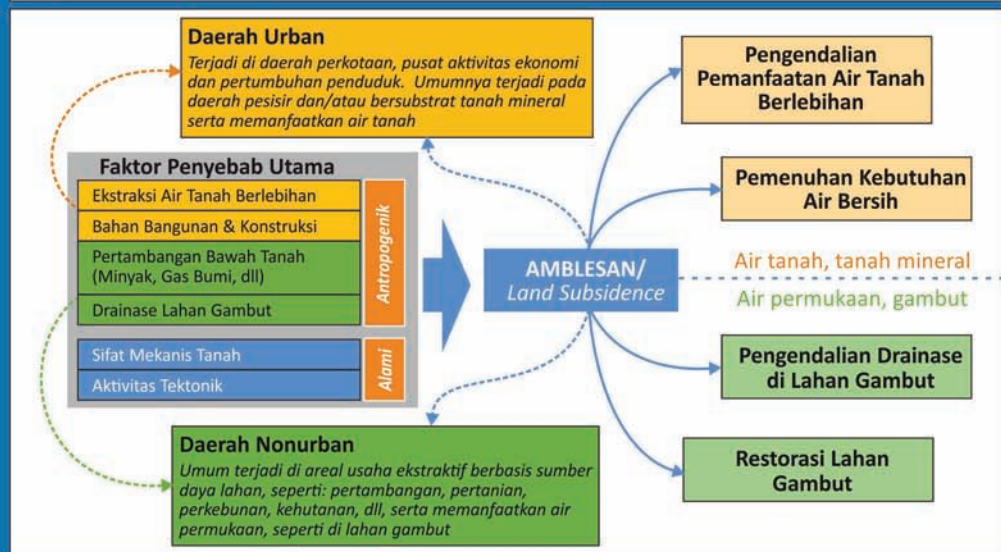 Daerah Urban
Terjadi di daerah perkotaan, pusat aktivitas ekonomi
dan pertumbuhan penduduk. Umumnya terjadi pada
daerah pesisir dan/atau bersubstrat tanah mineral
serta memanfaatkan air tanah
Faktor Penyebab Utama
Ekstraksi Air Tanah Berlebihan
Bahan Bangunan & Konstruksi
Pertambangan Bawah Tanah
(Minyak, Gas Bumi, dll)
Drainase Lahan Gambut
Antropogenik
Sifat Mekanis Tanah
Aktivitas Tektonik
Alami
Daerah Nonurban
Umum terjadi di areal usaha ekstraktif berbasis sumber
daya lahan, seperti: pertambangan, pertanian,
perkebunan, kehutanan, dll, serta memanfaatkan air
permukaan, seperti di lahan gambut
AMBLESAN/
Land Subsidence
Pengendalian
Pemanfaatan Air Tanah
Berlebihan
Pemenuhan Kebutuhan
Air Bersih
Air tanah, tanah mineral
Air permukaan, gambut
Pengendalian Drainase
di Lahan Gambut
Restorasi Lahan
Gambut